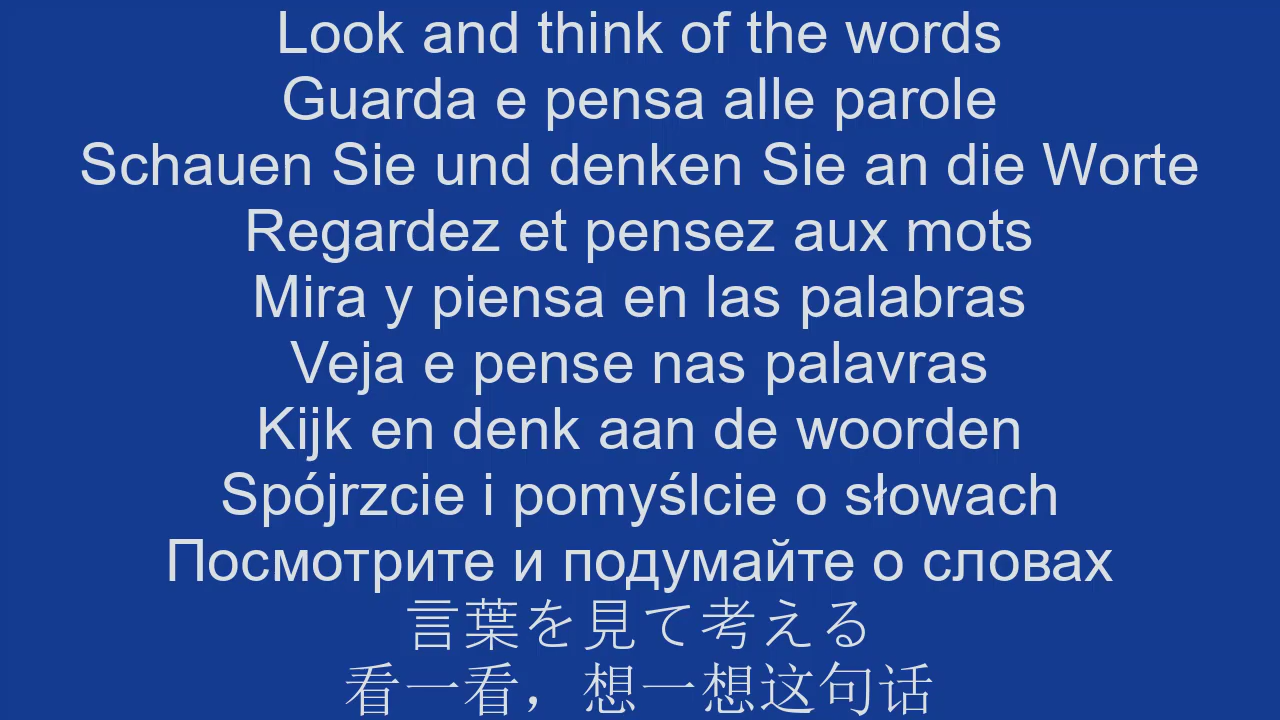 Look and think of the words
Guarda e pensa alle parole
Schauen Sie und denken Sie an die Worte
Regardez et pensez aux mots
Mira y piensa en las palabras
Veja e pense nas palavras
Kijk en denk aan de woorden
Spójrzcie i pomyślcie o słowach
Посмотрите и подумайте о словах
言葉を見て考える
看一看，想一想这句话